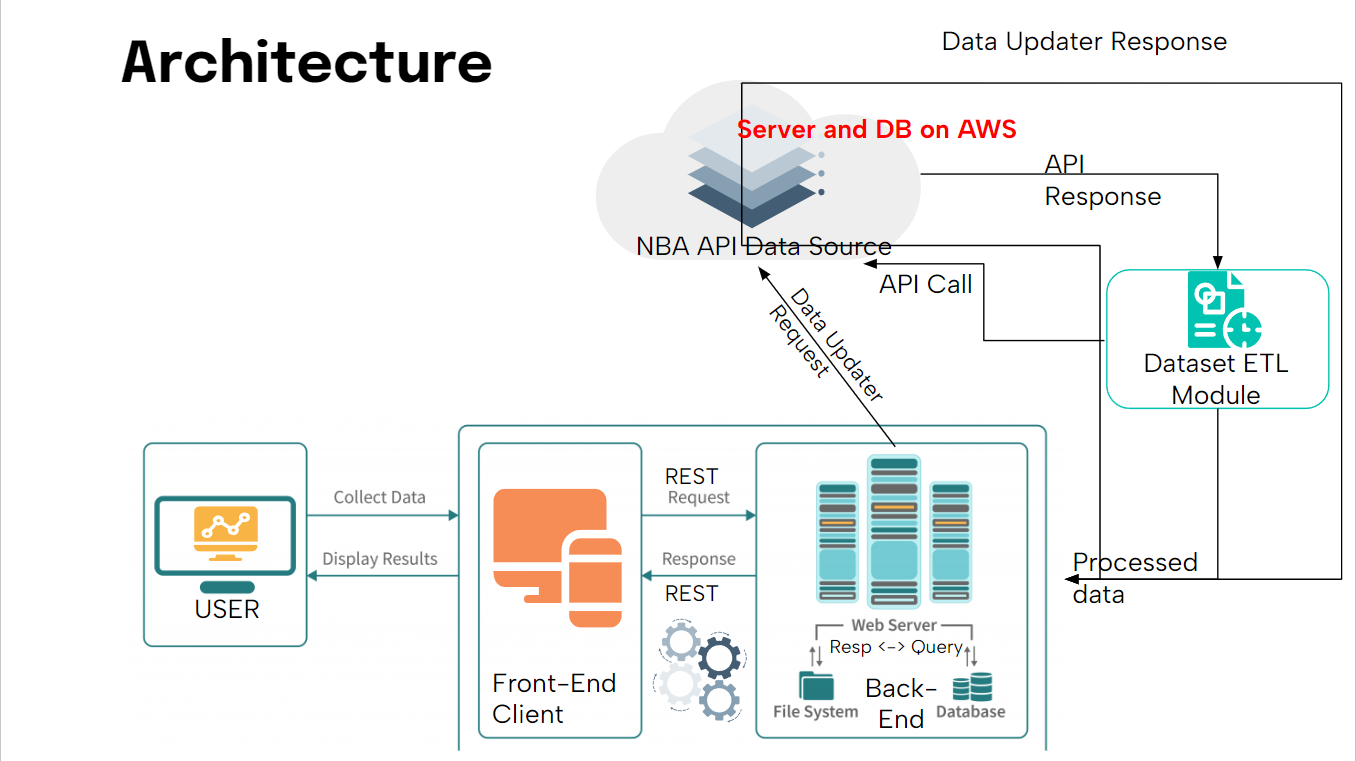 Architecture
Data Updater Response
Server and DB on AWS
API
Response
NBA API Data Source
API Call
Data Updater
Request
Dataset ETL
Module
Collect Data
Display Results
USER
REST
Request
Response
REST
Front-End
Client
Web Server
Resp <-> Query
File System
Back-
End
Database
Processed
data